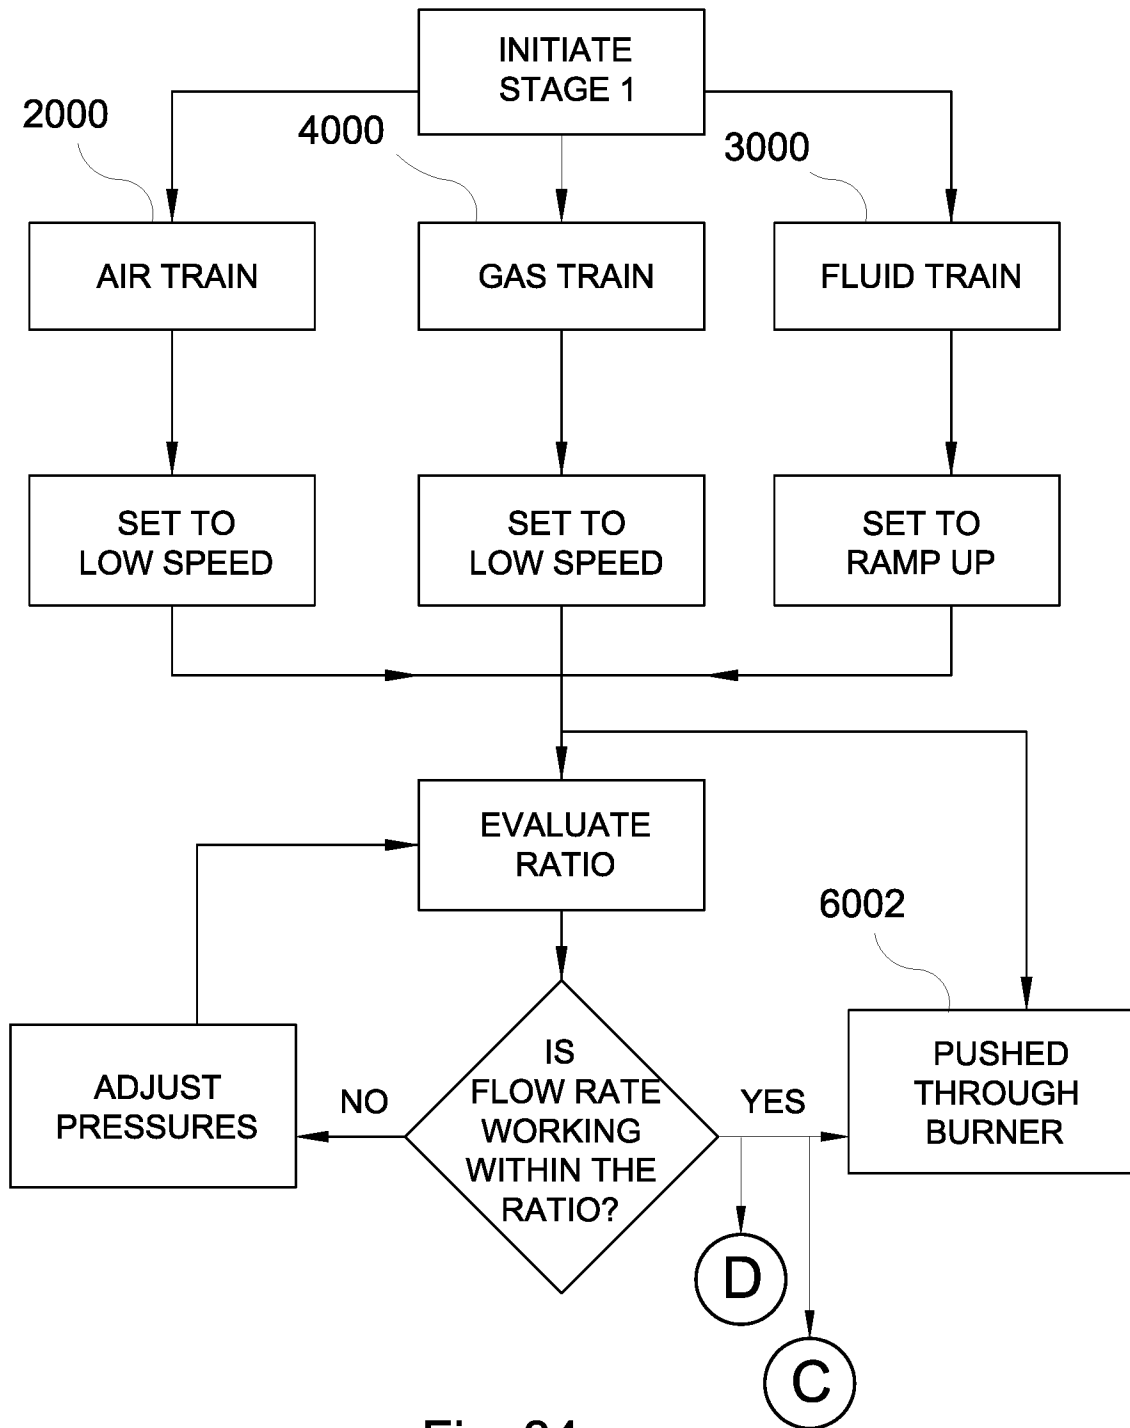 INITIATE
STAGE 1
2000
4000
3000
AIR TRAIN
GAS TRAIN
FLUID TRAIN
SET TO
LOW SPEED
SET TO
LOW SPEED
SET TO
RAMP UP
EVALUATE
RATIO
6002
ADJUST
PRESSURES
NO
IS
FLOW RATE
WORKING
WITHIN THE
RATIO?
YES
PUSHED
THROUGH
BURNER
D
C